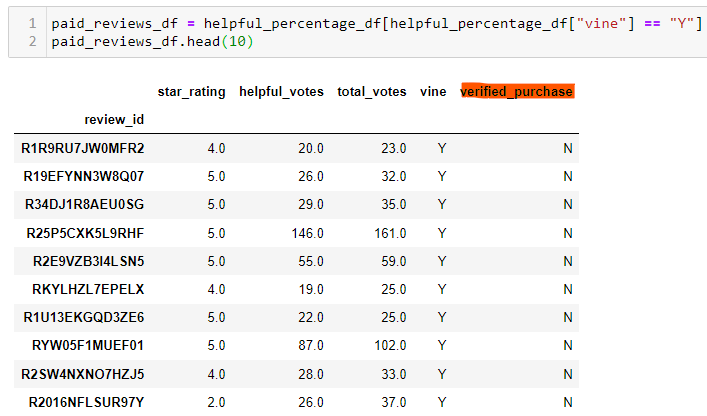 1 paid_reviews_df = helpful_percentage_df[helpful_percentage_df["vine"] == "Y"]
2 paid_reviews_df.head(10)
star_rating helpful_votes total_votes vine verified_purchase
review_id
R1R9RU7JW0MFR2 4.0 20.0 23.0 Y N
R19EFYNN3W8Q07 5.0 26.0 32.0 Y N
R34DJ1R8AEU0SG 5.0 29.0 35.0 Y N
R25P5CXK5L9RHF 5.0 146.0 161.0 Y N
R2E9VZB3I4LSN5 5.0 55.0 59.0 Y N
RKYLHZL7EPELX 4.0 19.0 25.0 Y N
R1U13EKGQD3ZE6 5.0 22.0 25.0 Y N
RYW05F1MUEF01 5.0 87.0 102.0 Y N
R2SW4NXNO7HZJ5 4.0 28.0 33.0 Y N
R2016NFLSUR97Y 2.0 26.0 37.0 Y N